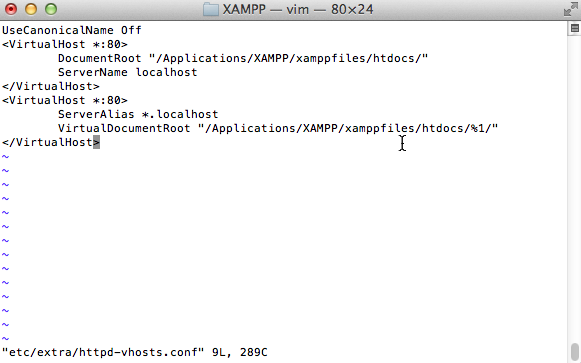 XAMPP — vim — 80×24
UseCanonicalName Off
<VirtualHost *:80>
        DocumentRoot "/Applications/XAMPP/xamppfiles/htdocs/"
        ServerName localhost
</VirtualHost>
<VirtualHost *:80>
        ServerAlias *.localhost
        VirtualDocumentRoot "/Applications/XAMPP/xamppfiles/htdocs/%1/"
</VirtualHost>
~
~
~
~
~
~
~
~
~
~
~
~
~
~
"etc/extra/httpd-vhosts.conf" 9L, 289C